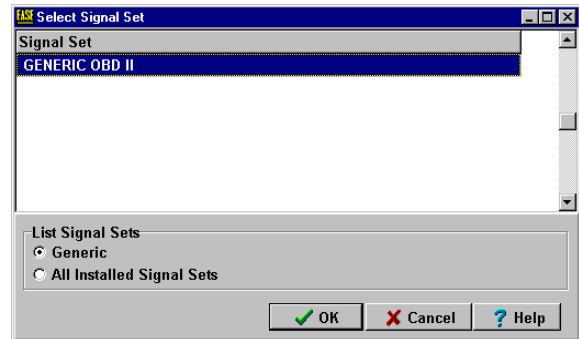 EASE Select Signal Set
Signal Set
GENERIC OBD II
List Signal Sets
Generic
All Installed Signal Sets
OK Cancel Help